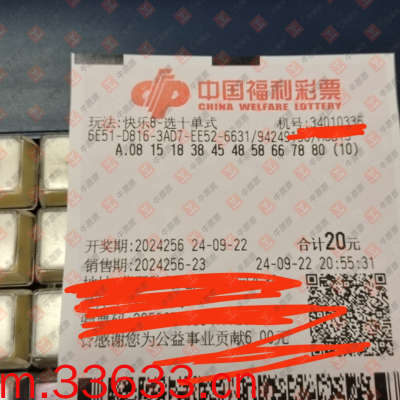 中国福利彩票
CHINA WELFARE LOTTERY
玩法:快乐8-选十单式 机号:34010335
6E51-D816-3AD7-EE52-6631/9424
A.08 15 18 38 45 48 58 66 78 80 (10)
开奖期:2024256 24-09-22 合计20元
销售期:2024256-23 24-09-22 20:55:31
感谢您为公益事业贡献6.00元
m.33633.cn